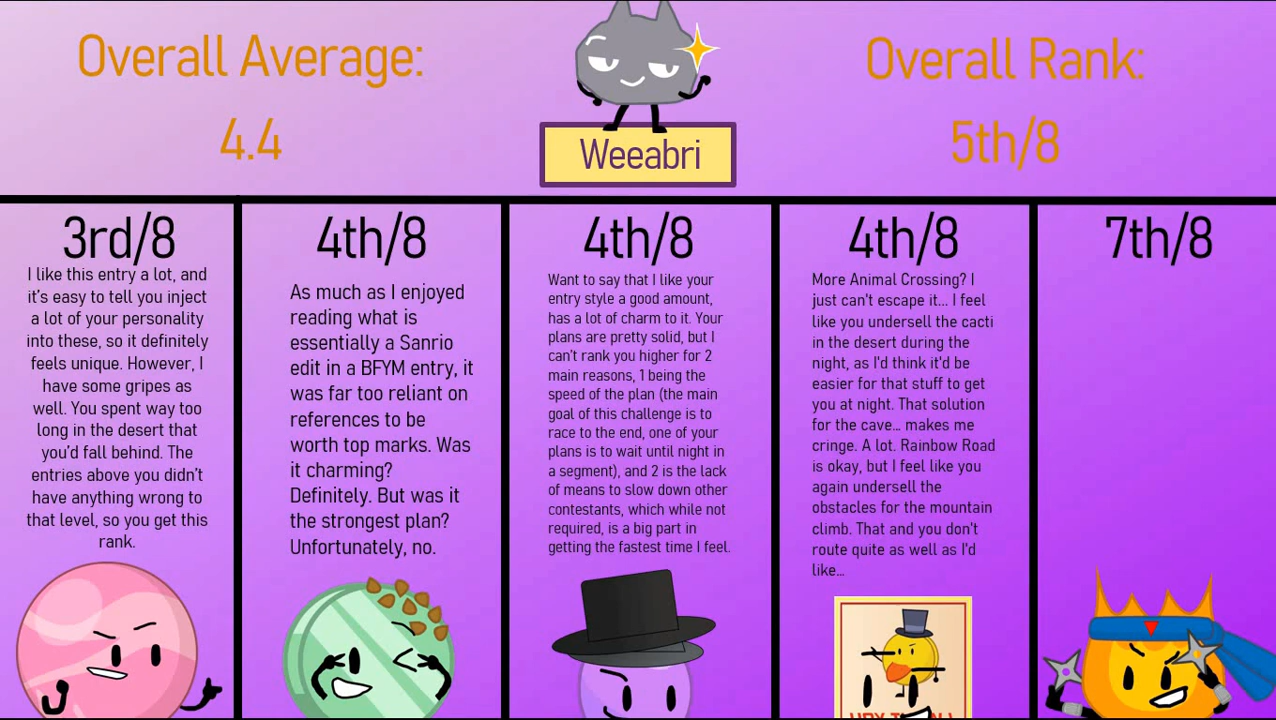 Overall Average:
4.4
Weeabri
Overall Rank:
5th/8
3rd/8
I like this entry a lot, and
it's easy to tell you inject
a lot of your personality
into these, so it definitely
feels unique. However, I
have some gripes as
well. You spent way too
long in the desert that
you'd fall behind. The
entries above you didn't
have anything wrong to
that level, so you get this
rank.
4th/8
As much as I enjoyed
reading what is
essentially a Sanrio
edit in a BFYM entry, it
was far too reliant on
references to be
worth top marks. Was
it charming?
Definitely. But was it
the strongest plan?
Unfortunately, no.
4th/8
Want to say that I like your
entry style a good amount,
has a lot of charm to it. Your
plans are pretty solid, but I
can't rank you higher for 2
main reasons, 1 being the
speed of the plan (the main
goal of this challenge is to
race to the end, one of your
plans is to wait until night in
a segment), and 2 is the lack
of means to slow down other
contestants, which while not
required, is a big part in
getting the fastest time I feel.
4th/8
More Animal Crossing? I
just can't escape it... I feel
like you undersell the cacti
in the desert during the
night, as I'd think it'd be
easier for that stuff to get
you at night. That solution
for the cave... makes me
cringe. A lot. Rainbow Road
is okay, but I feel like you
again undersell the
obstacles for the mountain
climb. That and you don't
route quite as well as I'd
like...
7th/8